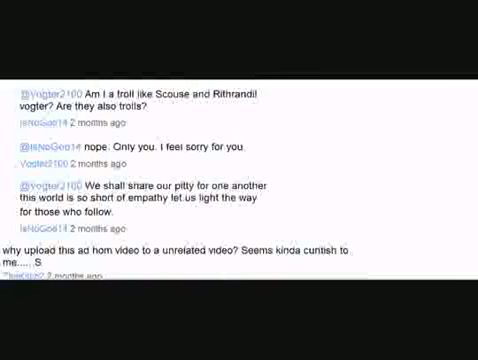 @Vogter2100 Am I a troll like Scouse and Rithrandil
vogter? Are they also trolls?
IsNoGod14 2 months ago
@IsNoGod14 nope. Only you. I feel sorry for you.
Vogter2100 2 months ago
@Vogter2100 We shall share our pitty for one another
this world is so short of empathy let us light the way
for those who follow.
IsNoGod14 2 months ago
why upload this ad hom video to a unrelated video? Seems kinda cuntish to
me.....S
2 months ago